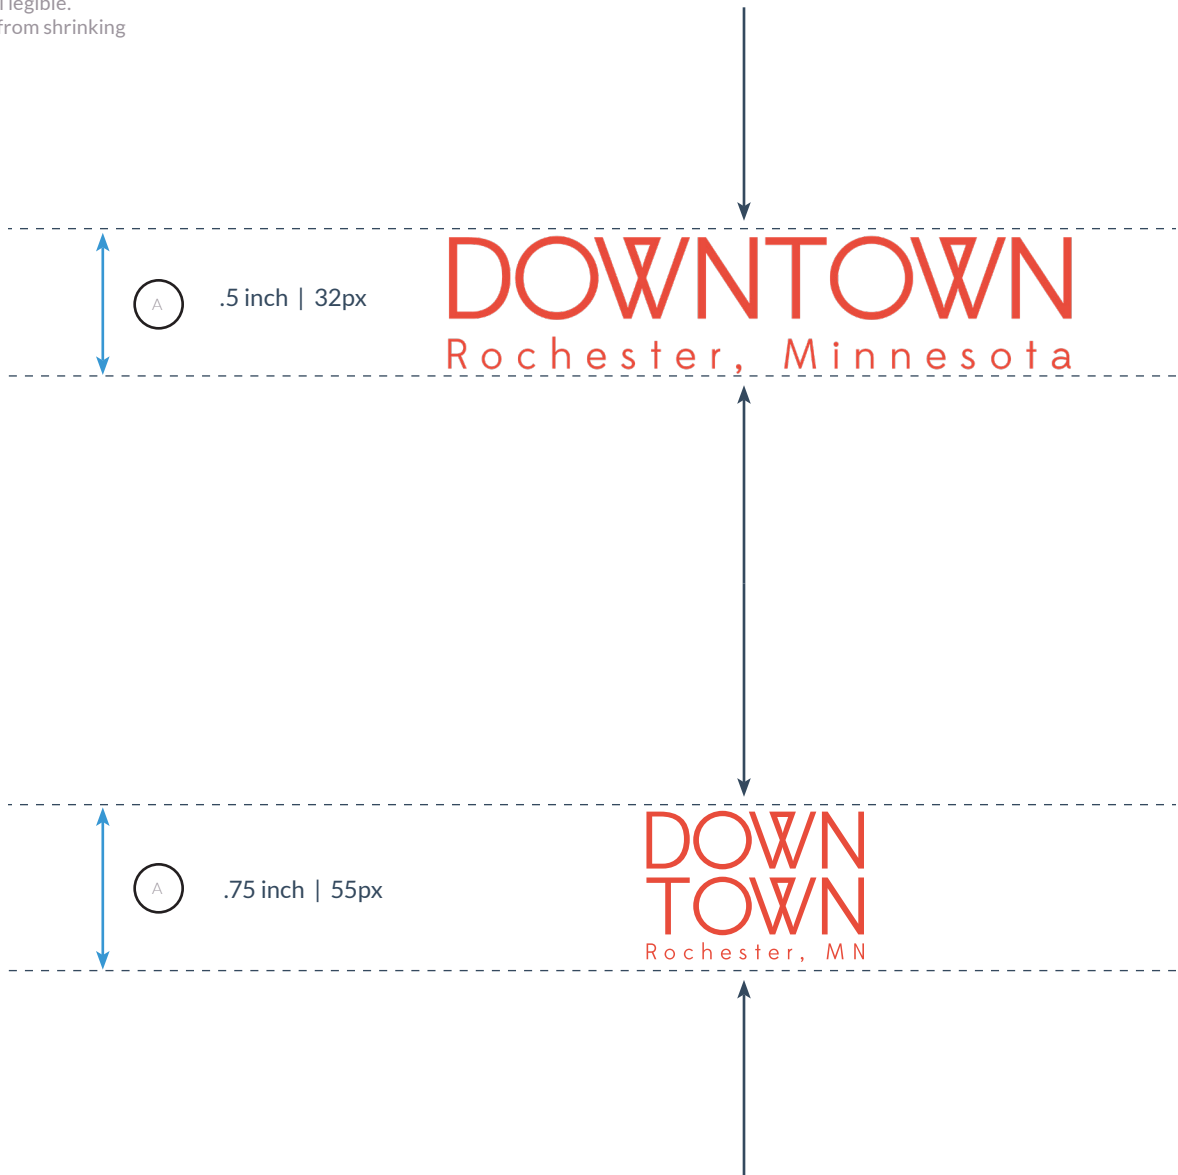 legible.
from shrinking
A
.5 inch | 32px
DOWNTOWN
Rochester, Minnesota
A
.75 inch | 55px
DOWN
TOWN
Rochester, MN